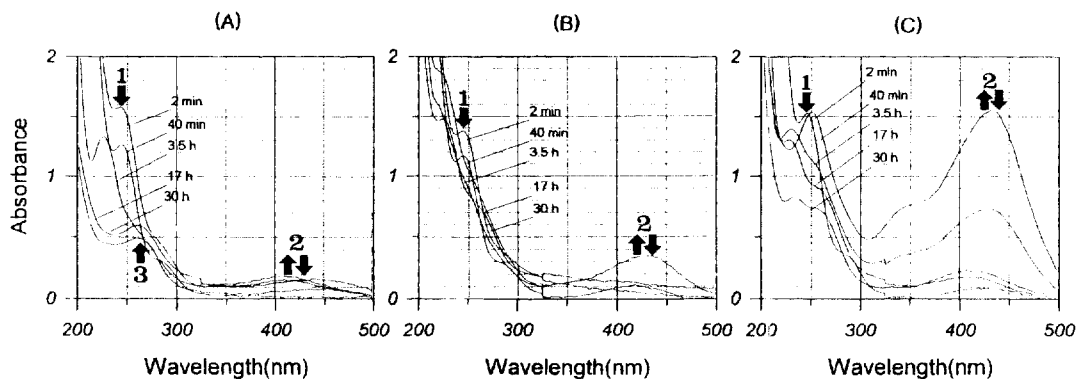 (A)
(B)
(C)
Absorbance
2
1
0
1
2 min
40 min
3.5 h
17 h
30 h
3
2
200
300
400
500
Wavelength(nm)
2
1
0
1
2 min
40 min
3.5 h
17 h
30 h
2
200
300
400
500
Wavelength(nm)
2
1
0
1
2 min
40 min
3.5 h
17 h
30 h
2
200
300
400
500
Wavelength(nm)